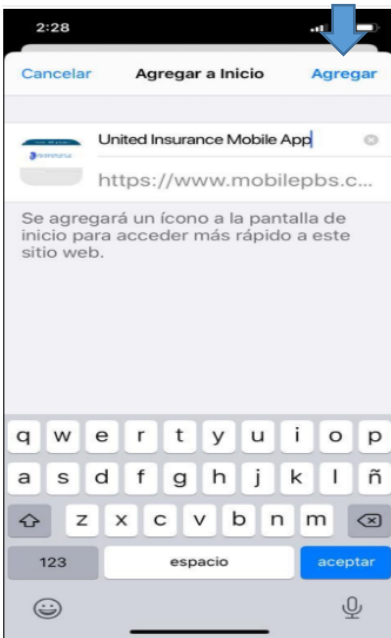 2:28
Cancelar Agregar a Inicio Agregar
United Insurance Mobile App
https://www.mobilepbs.c...
Se agregará un ícono a la pantalla de
inicio para acceder más rápido a este
sitio web.
q w e r t y u i o p
a s d f g h j k l ñ
z x c v b n m
123 espacio aceptar